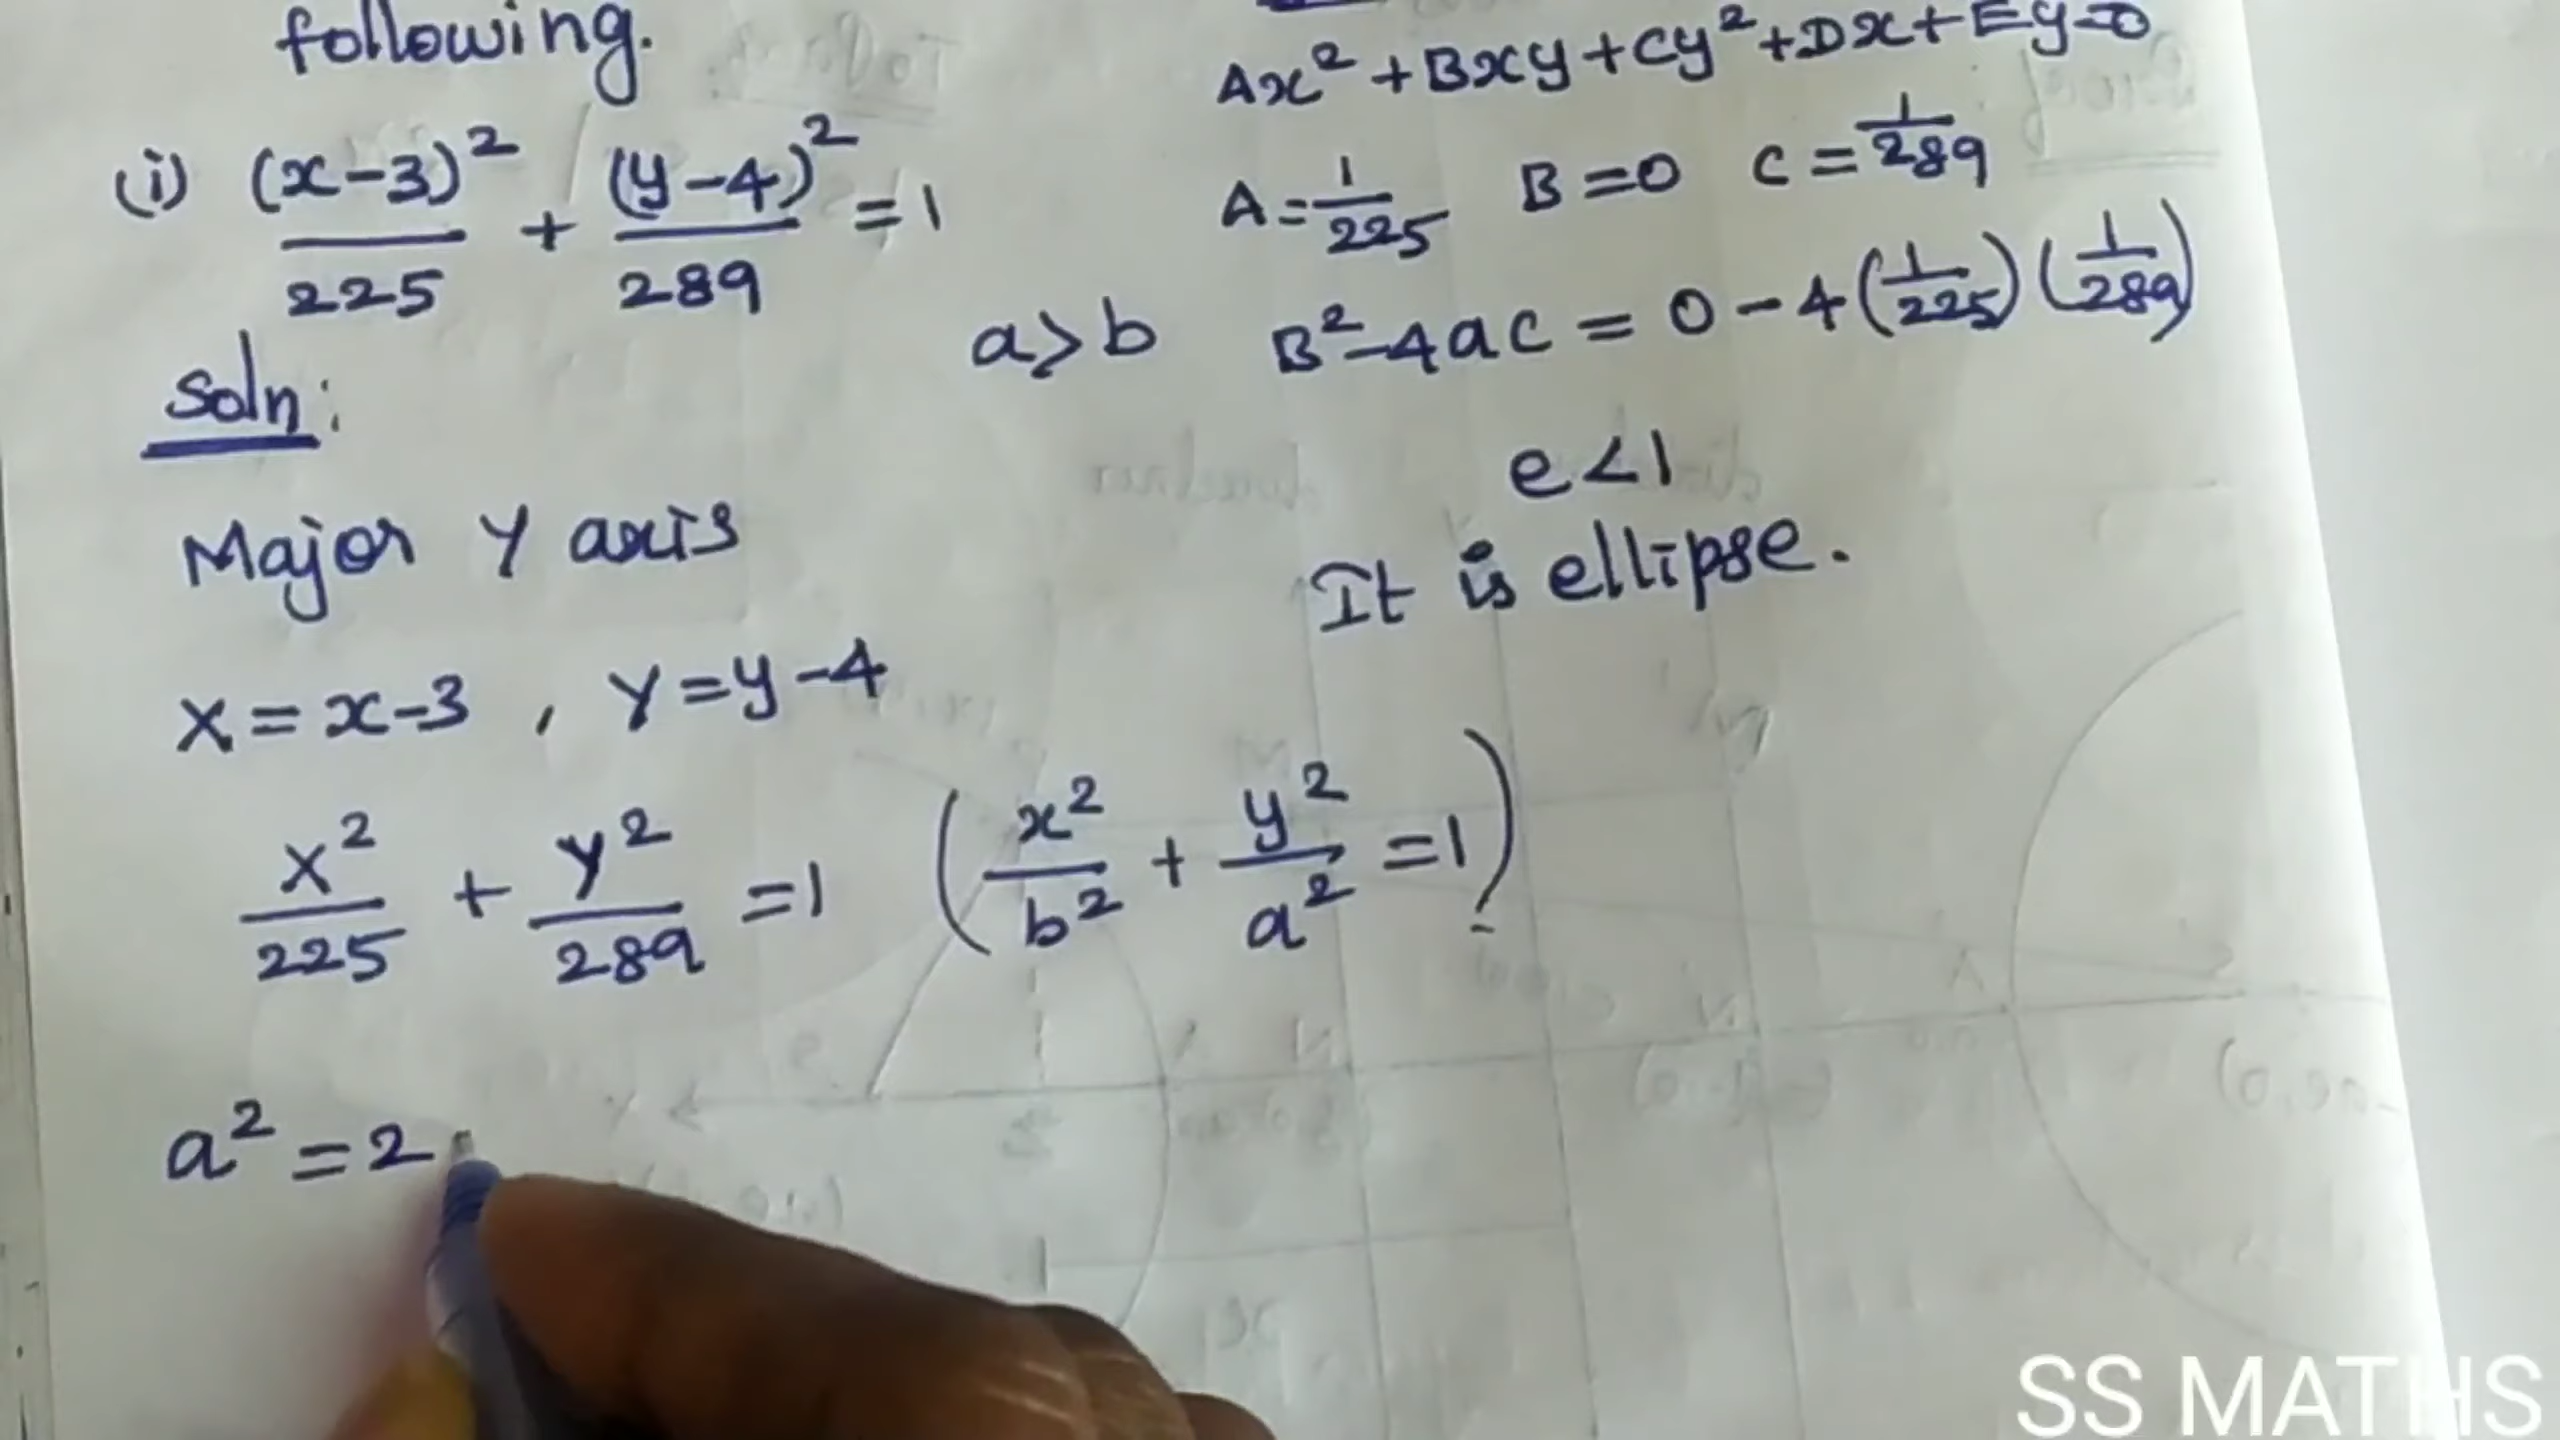 following.
(i) (x-3)²/225 + (y-4)²/289 = 1
Soln:
Major Y axis
X = x-3 , Y = y-4
X²/225 + Y²/289 = 1 (x²/b² + y²/a² = 1)
a² = 2
Ax² + Bxy + Cy² + Dx + Ey = 0
A = 1/225 B = 0 C = 1/289
a > b B² - 4ac = 0 - 4(1/225)(1/289)
e < 1
It is ellipse.
SS MATHS